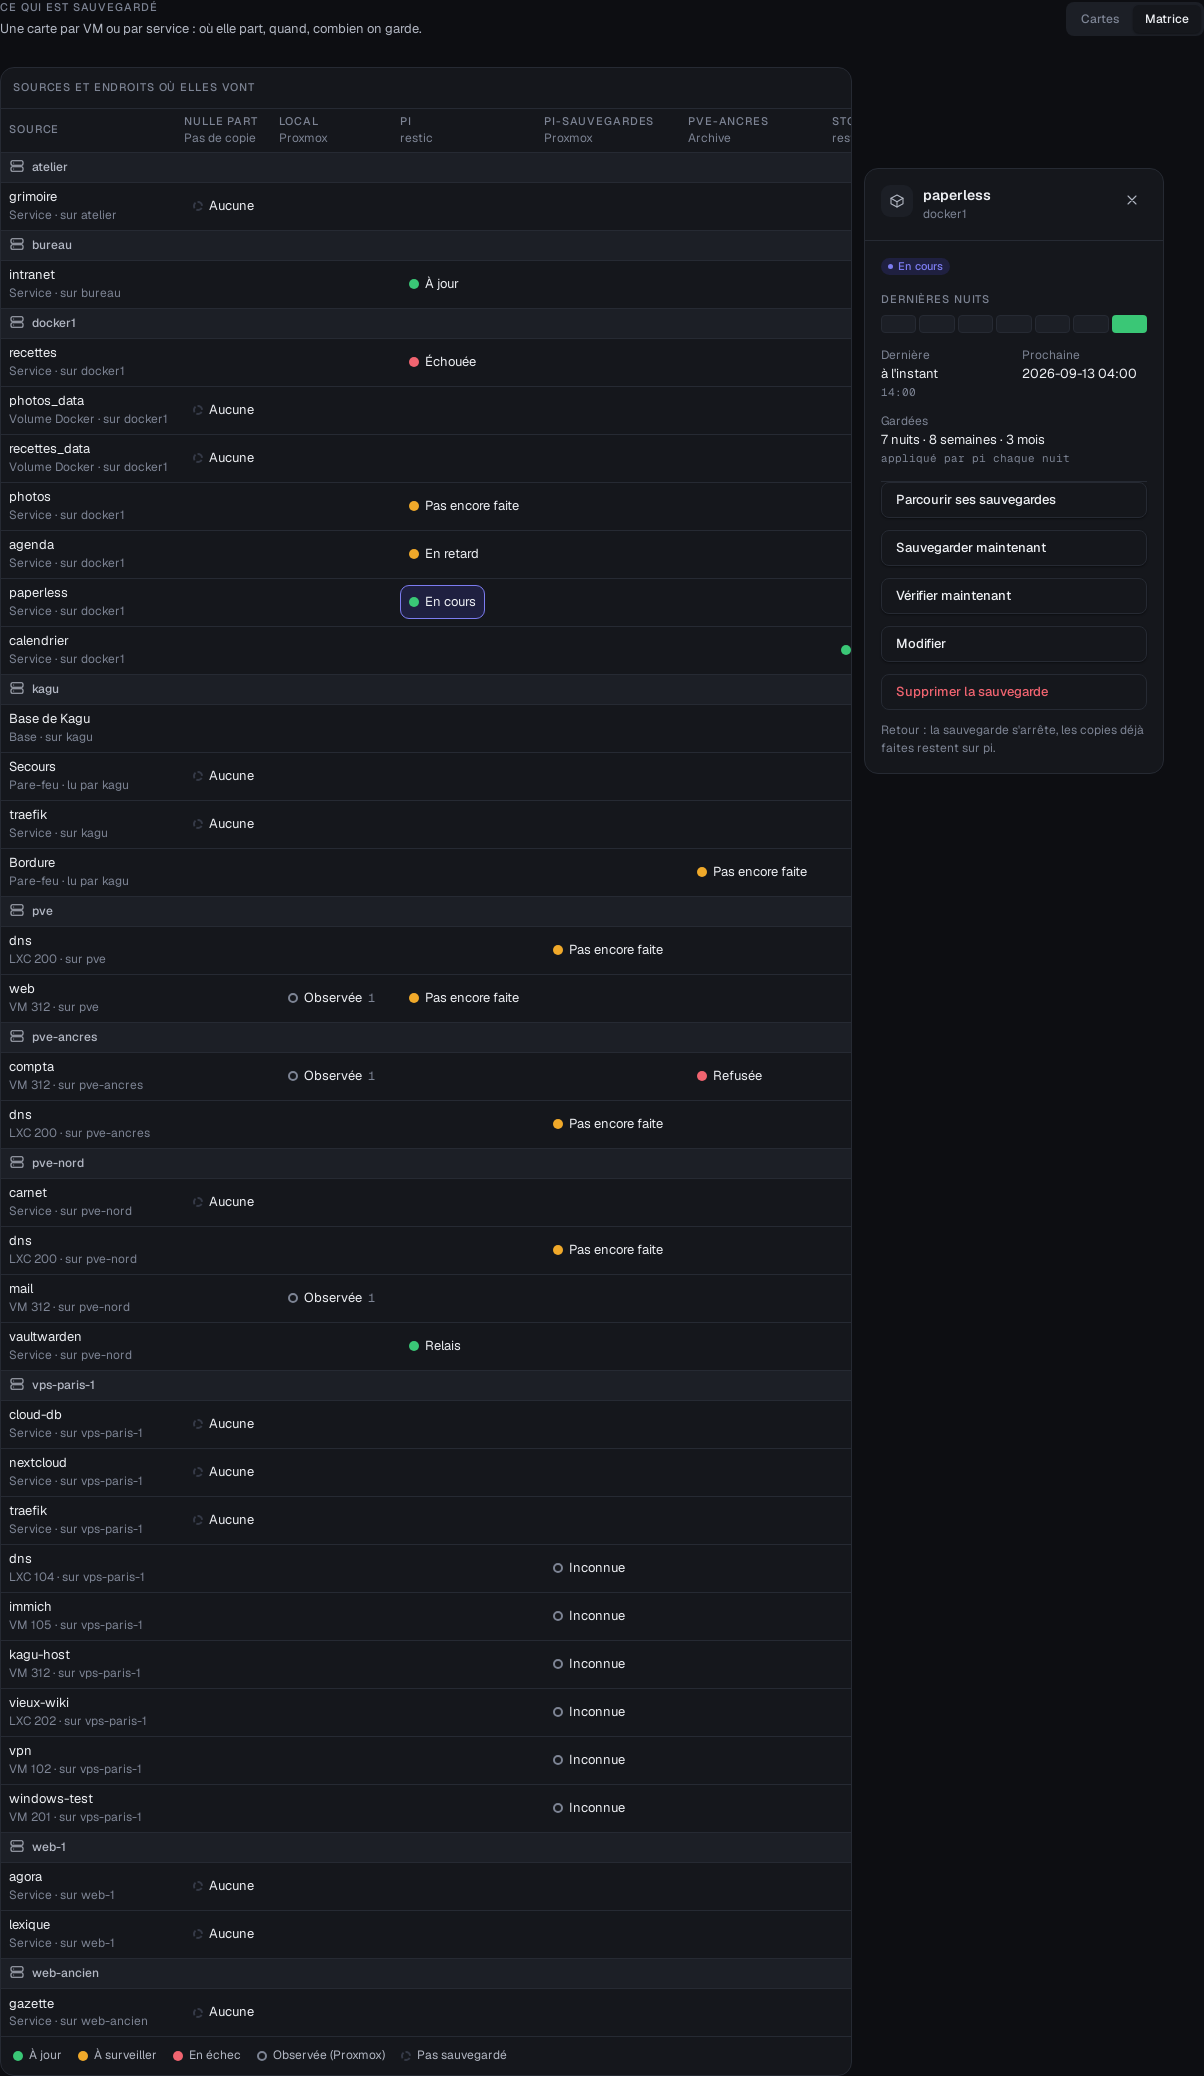 CE QUI EST SAUVEGARDÉ
Une carte par VM ou par service : où elle part, quand, combien on garde.
Cartes
Matrice
SOURCES ET ENDROITS OÙ ELLES VONT
SOURCE
NULLE PART
Pas de copie
LOCAL
Proxmox
PI
restic
PI-SAUVEGARDES
Proxmox
PVE-ANCRES
Archive
atelier
grimoire
Service · sur atelier
Aucune
bureau
intranet
Service · sur bureau
À jour
docker1
recettes
Service · sur docker1
Échouée
photos_data
Volume Docker · sur docker1
Aucune
recettes_data
Volume Docker · sur docker1
Aucune
photos
Service · sur docker1
Pas encore faite
agenda
Service · sur docker1
En retard
paperless
Service · sur docker1
En cours
calendrier
Service · sur docker1
kagu
Base de Kagu
Base · sur kagu
Secours
Pare-feu · lu par kagu
Aucune
traefik
Service · sur kagu
Aucune
Bordure
Pare-feu · lu par kagu
Pas encore faite
pve
dns
LXC 200 · sur pve
Pas encore faite
web
VM 312 · sur pve
Observée 1
Pas encore faite
pve-ancres
compta
VM 312 · sur pve-ancres
Observée 1
Refusée
dns
LXC 200 · sur pve-ancres
Pas encore faite
pve-nord
carnet
Service · sur pve-nord
Aucune
dns
LXC 200 · sur pve-nord
Pas encore faite
mail
VM 312 · sur pve-nord
Observée 1
vaultwarden
Service · sur pve-nord
Relais
vps-paris-1
cloud-db
Service · sur vps-paris-1
Aucune
nextcloud
Service · sur vps-paris-1
Aucune
traefik
Service · sur vps-paris-1
Aucune
dns
LXC 104 · sur vps-paris-1
Inconnue
immich
VM 105 · sur vps-paris-1
Inconnue
kagu-host
VM 312 · sur vps-paris-1
Inconnue
vieux-wiki
LXC 202 · sur vps-paris-1
Inconnue
vpn
VM 102 · sur vps-paris-1
Inconnue
windows-test
VM 201 · sur vps-paris-1
Inconnue
web-1
agora
Service · sur web-1
Aucune
lexique
Service · sur web-1
Aucune
web-ancien
gazette
Service · sur web-ancien
Aucune
À jour
À surveiller
En échec
Observée (Proxmox)
Pas sauvegardé
paperless
docker1
En cours
DERNIÈRES NUITS
Dernière
à l'instant
14:00
Prochaine
2026-09-13 04:00
Gardées
7 nuits · 8 semaines · 3 mois
appliqué par pi chaque nuit
Parcourir ses sauvegardes
Sauvegarder maintenant
Vérifier maintenant
Modifier
Supprimer la sauvegarde
Retour : la sauvegarde s'arrête, les copies déjà
faites restent sur pi.